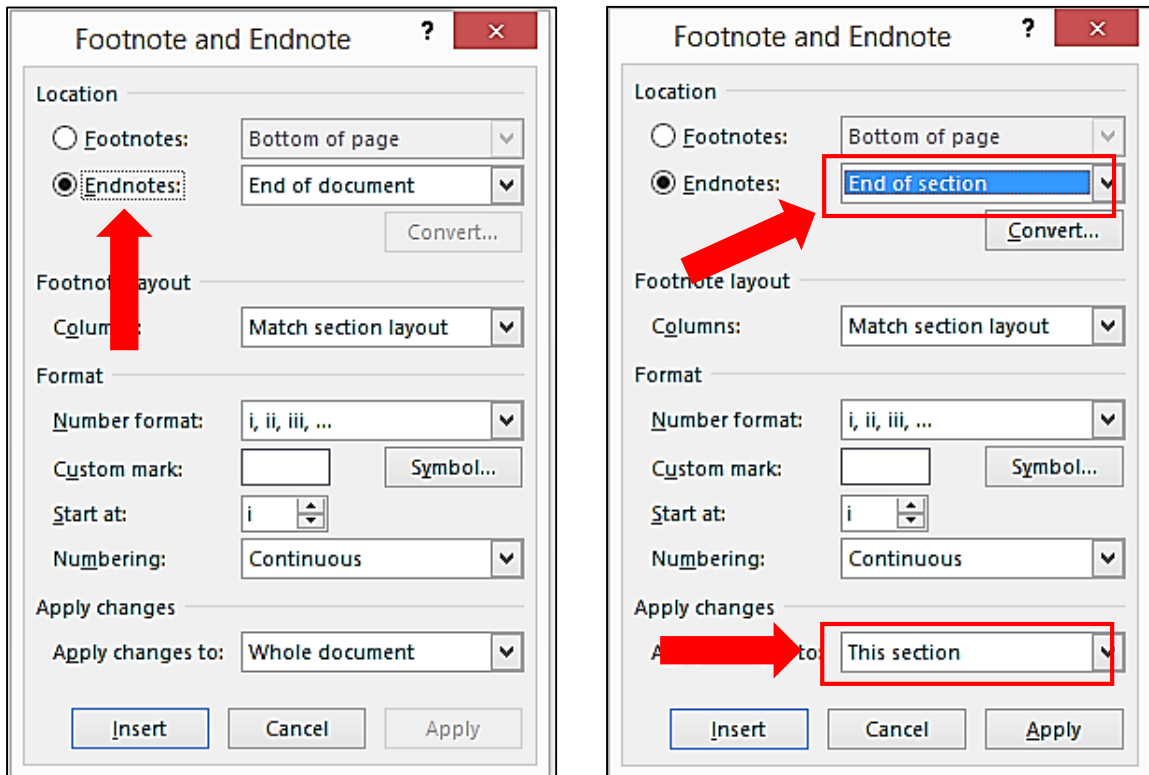 Footnote and Endnote ?
Location
Footnotes: Bottom of page
Endnotes: End of document
Convert...
Footnot ayout
Colum : Match section layout
Format
Number format: i, ii, iii, ...
Custom mark: Symbol...
Start at: i
Numbering: Continuous
Apply changes
Apply changes to: Whole document
Insert Cancel Apply
Footnote and Endnote ?
Location
Footnotes: Bottom of page
Endnotes: End of section
Convert...
Footnote layout
Columns: Match section layout
Format
Number format: i, ii, iii, ...
Custom mark: Symbol...
Start at: i
Numbering: Continuous
Apply changes
A to: This section
Insert Cancel Apply